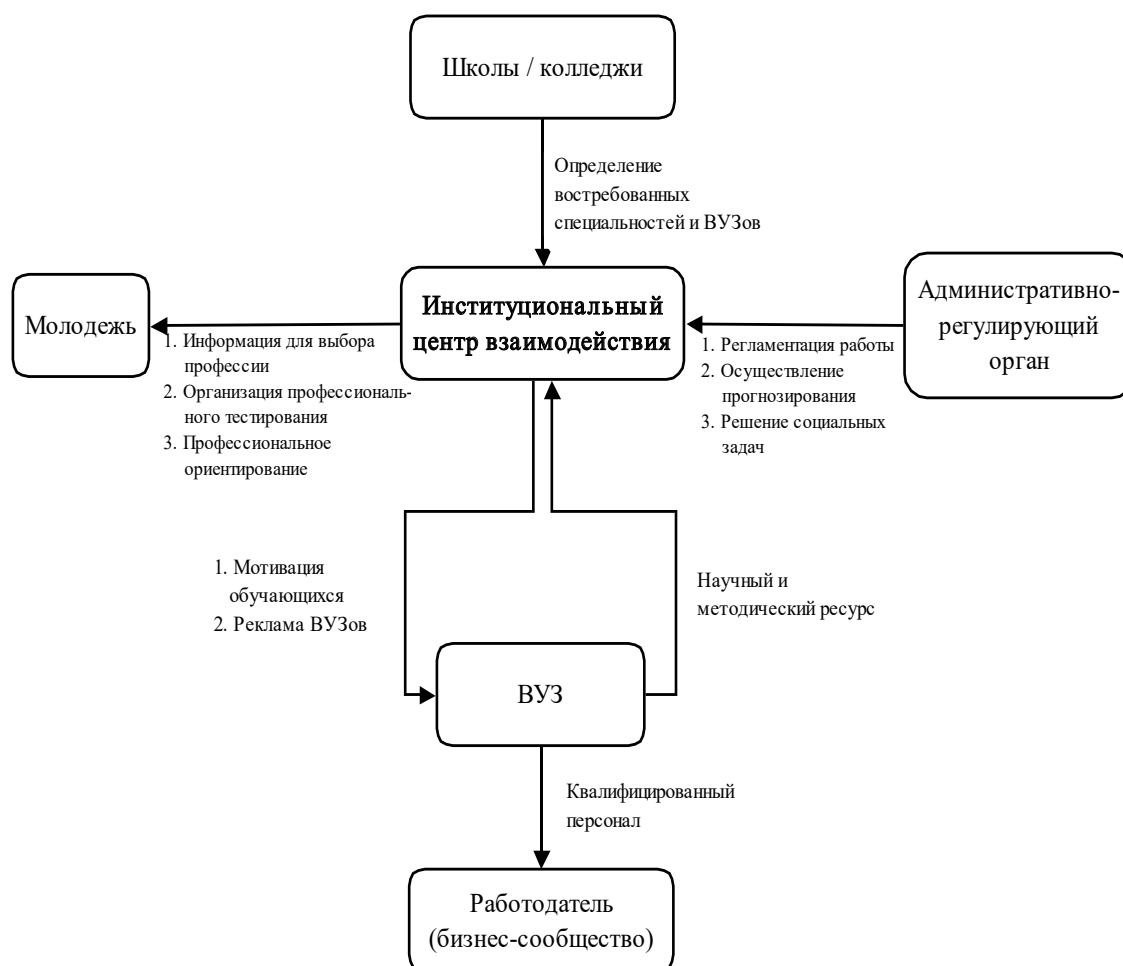 Школы / колледжи
Определение
востребованных
специальностей и ВУЗов
Молодежь
Институциональный
центр взаимодействия
Административно-
регулирующий
орган
1. Информация для выбора
профессии
2. Организация профессиональ-
ного тестирования
3. Профессиональное
ориентирование
1. Регламентация работы
2. Осуществление
прогнозирования
3. Решение социальных
задач
1. Мотивация
обучающихся
2. Реклама ВУЗов
Научный и
методический ресурс
ВУЗ
Квалифицированный
персонал
Работодатель
(бизнес-сообщество)